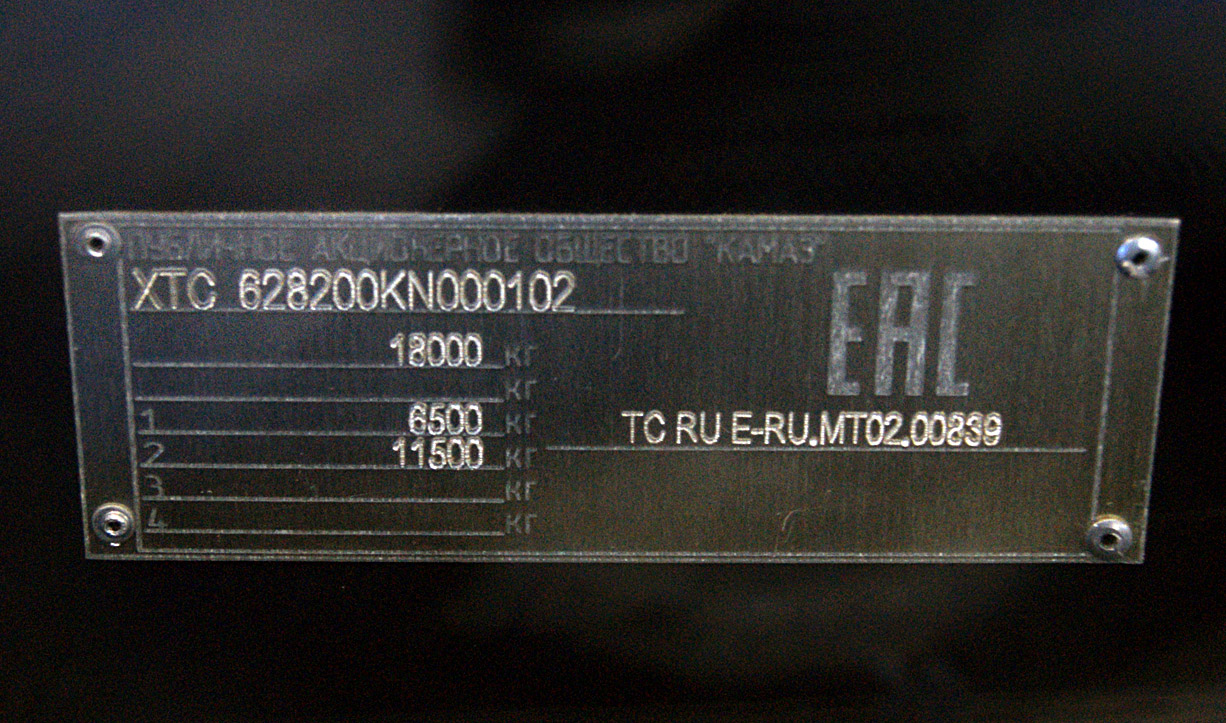 ПУБЛИЧНОЕ АКЦИОНЕРНОЕ ОБЩЕСТВО "КАМАЗ"
XTC 628200KN000102
EAC
18000 кг
кг
1 6500 кг
2 11500 кг
TC RU E-RU.MT02.00839
3 кг
4 кг